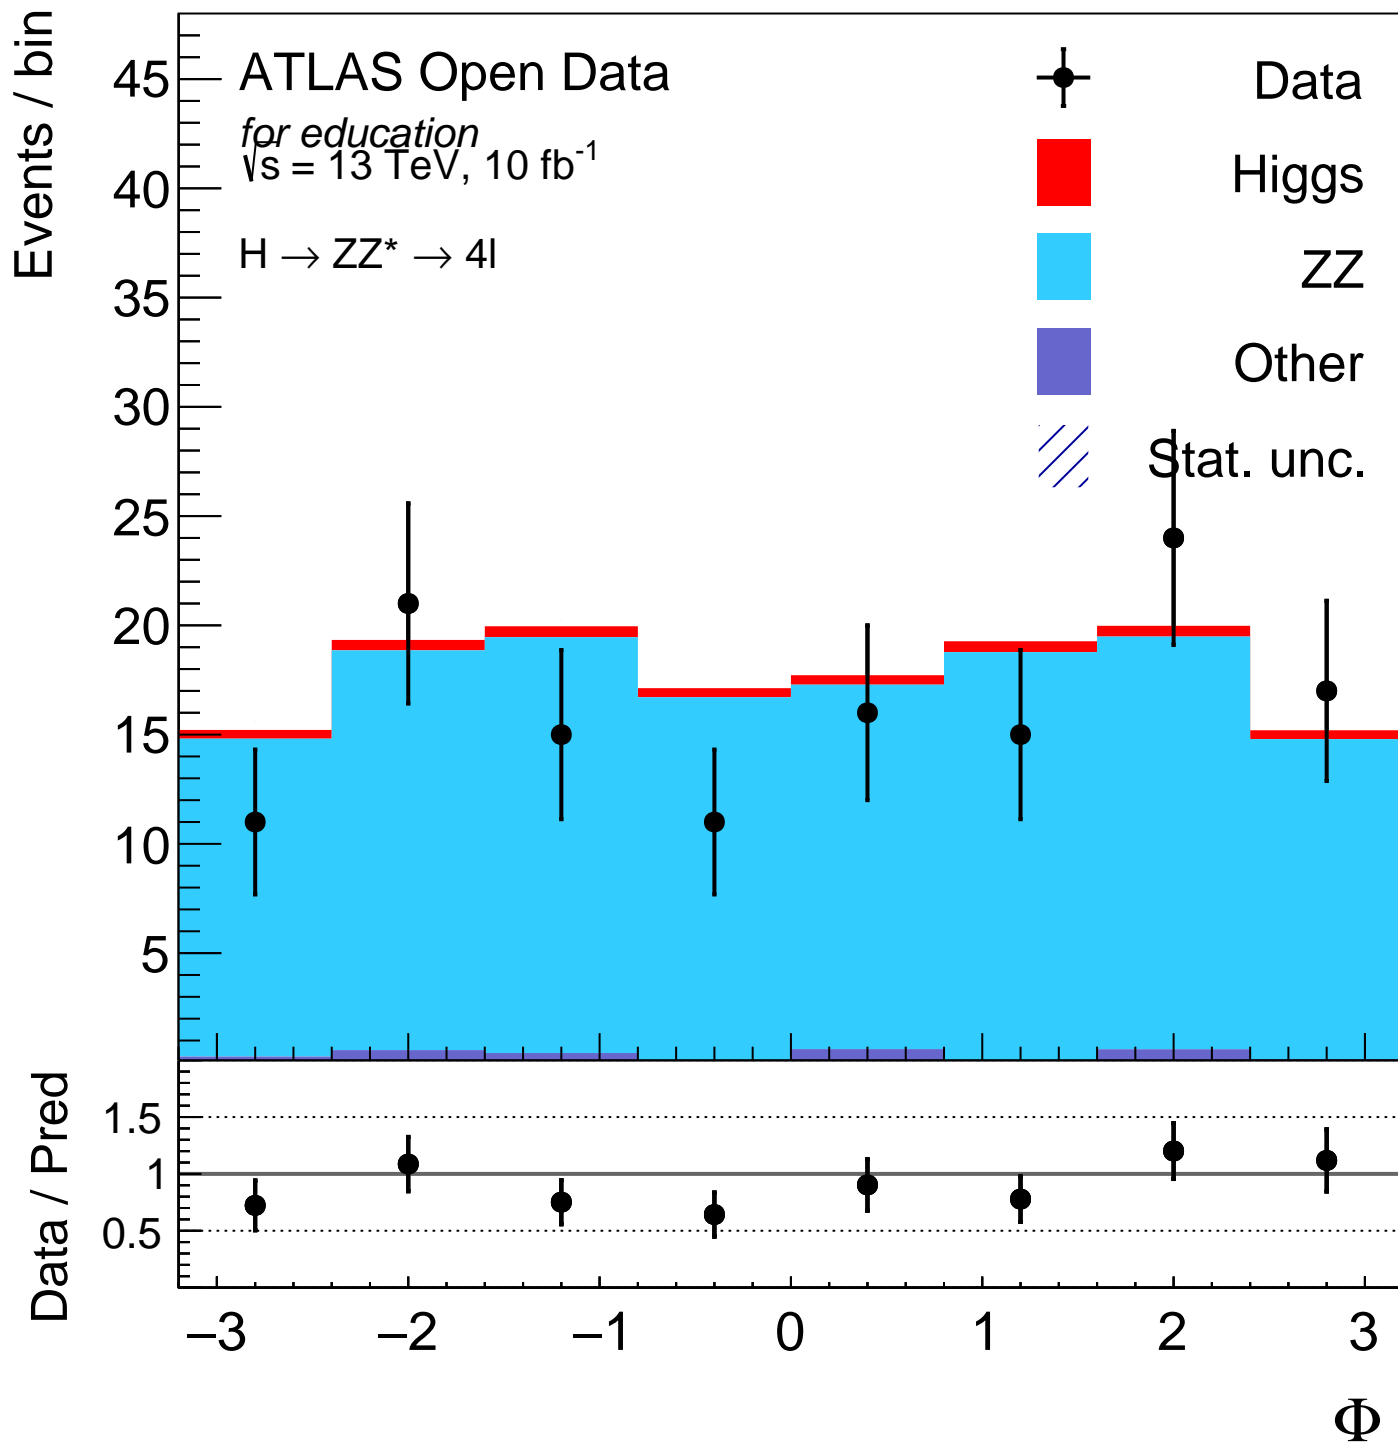 Events / bin
45
40
35
30
25
20
15
10
5
ATLAS Open Data
for education
√s = 13 TeV, 10 fb⁻¹
H → ZZ* → 4l
Data
Higgs
ZZ
Other
Stat. unc.
Data / Pred
1.5
1
0.5
−3 −2 −1 0 1 2 3
Φ